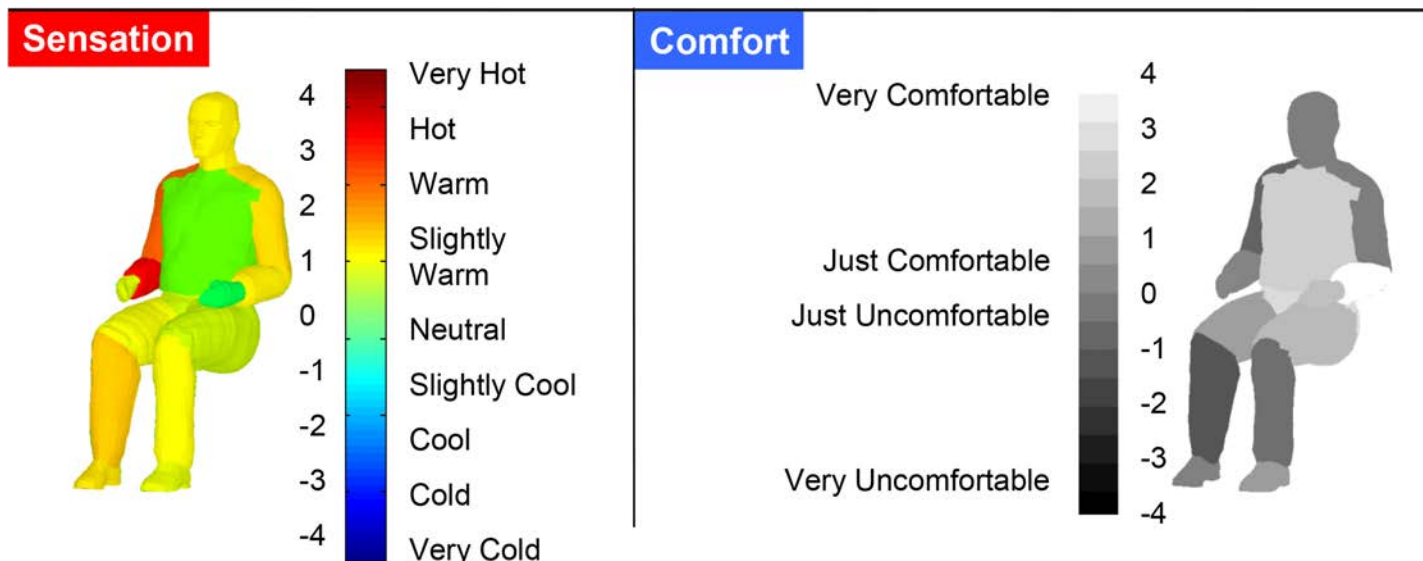 Sensation
4
3
2
1
0
-1
-2
-3
-4
Very Hot
Hot
Warm
Slightly
Warm
Neutral
Slightly Cool
Cool
Cold
Very Cold
Comfort
Very Comfortable
Just Comfortable
Just Uncomfortable
Very Uncomfortable
4
3
2
1
0
-1
-2
-3
-4